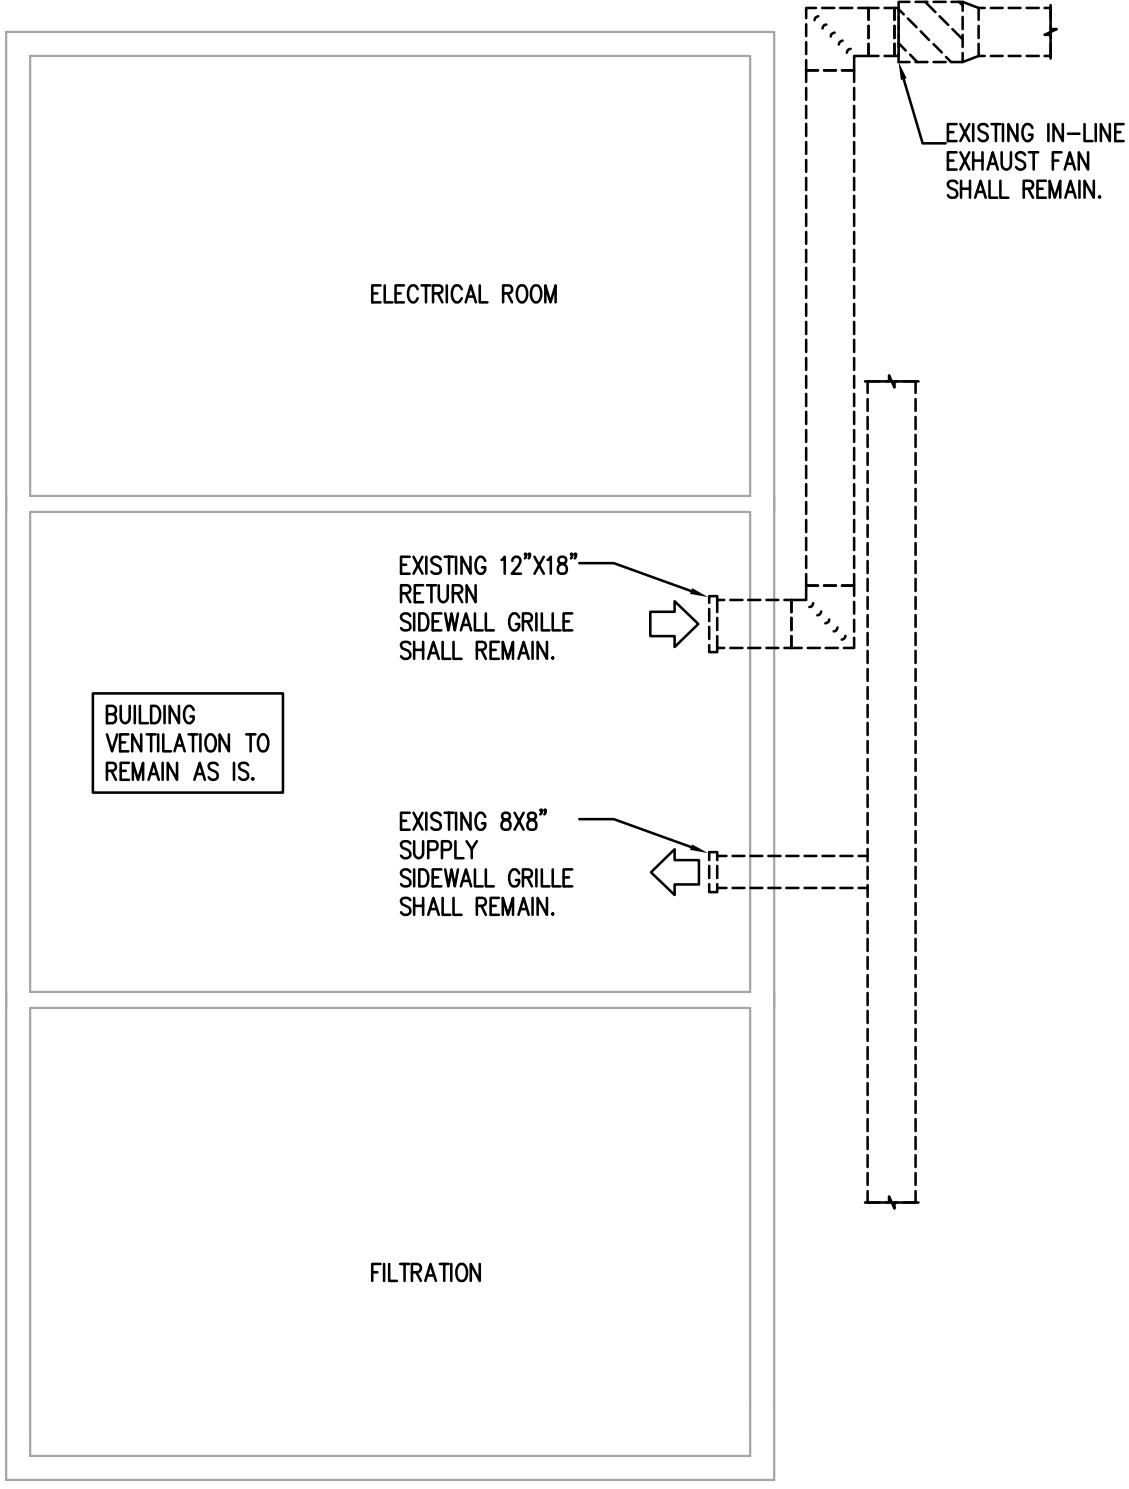 EXISTING IN-LINE
EXHAUST FAN
SHALL REMAIN.
ELECTRICAL ROOM
EXISTING 12"X18"
RETURN
SIDEWALL GRILLE
SHALL REMAIN.
BUILDING
VENTILATION TO
REMAIN AS IS.
EXISTING 8X8"
SUPPLY
SIDEWALL GRILLE
SHALL REMAIN.
FILTRATION